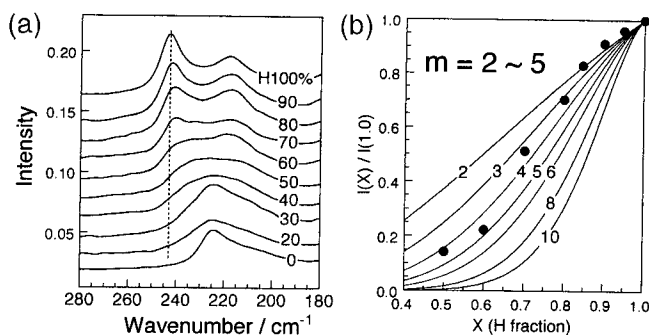 (a)
Intensity
0.20
0.15
0.10
0.05
H100%
90
80
70
60
50
40
30
20
0
280 260 240 220 200 180
Wavenumber / cm⁻¹
(b)
I(X) / I(1.0)
1.0
0.8
0.6
0.4
0.2
0.0
m = 2 ~ 5
2
3
4
5
6
8
10
0.4 0.5 0.6 0.7 0.8 0.9 1.0
X (H fraction)